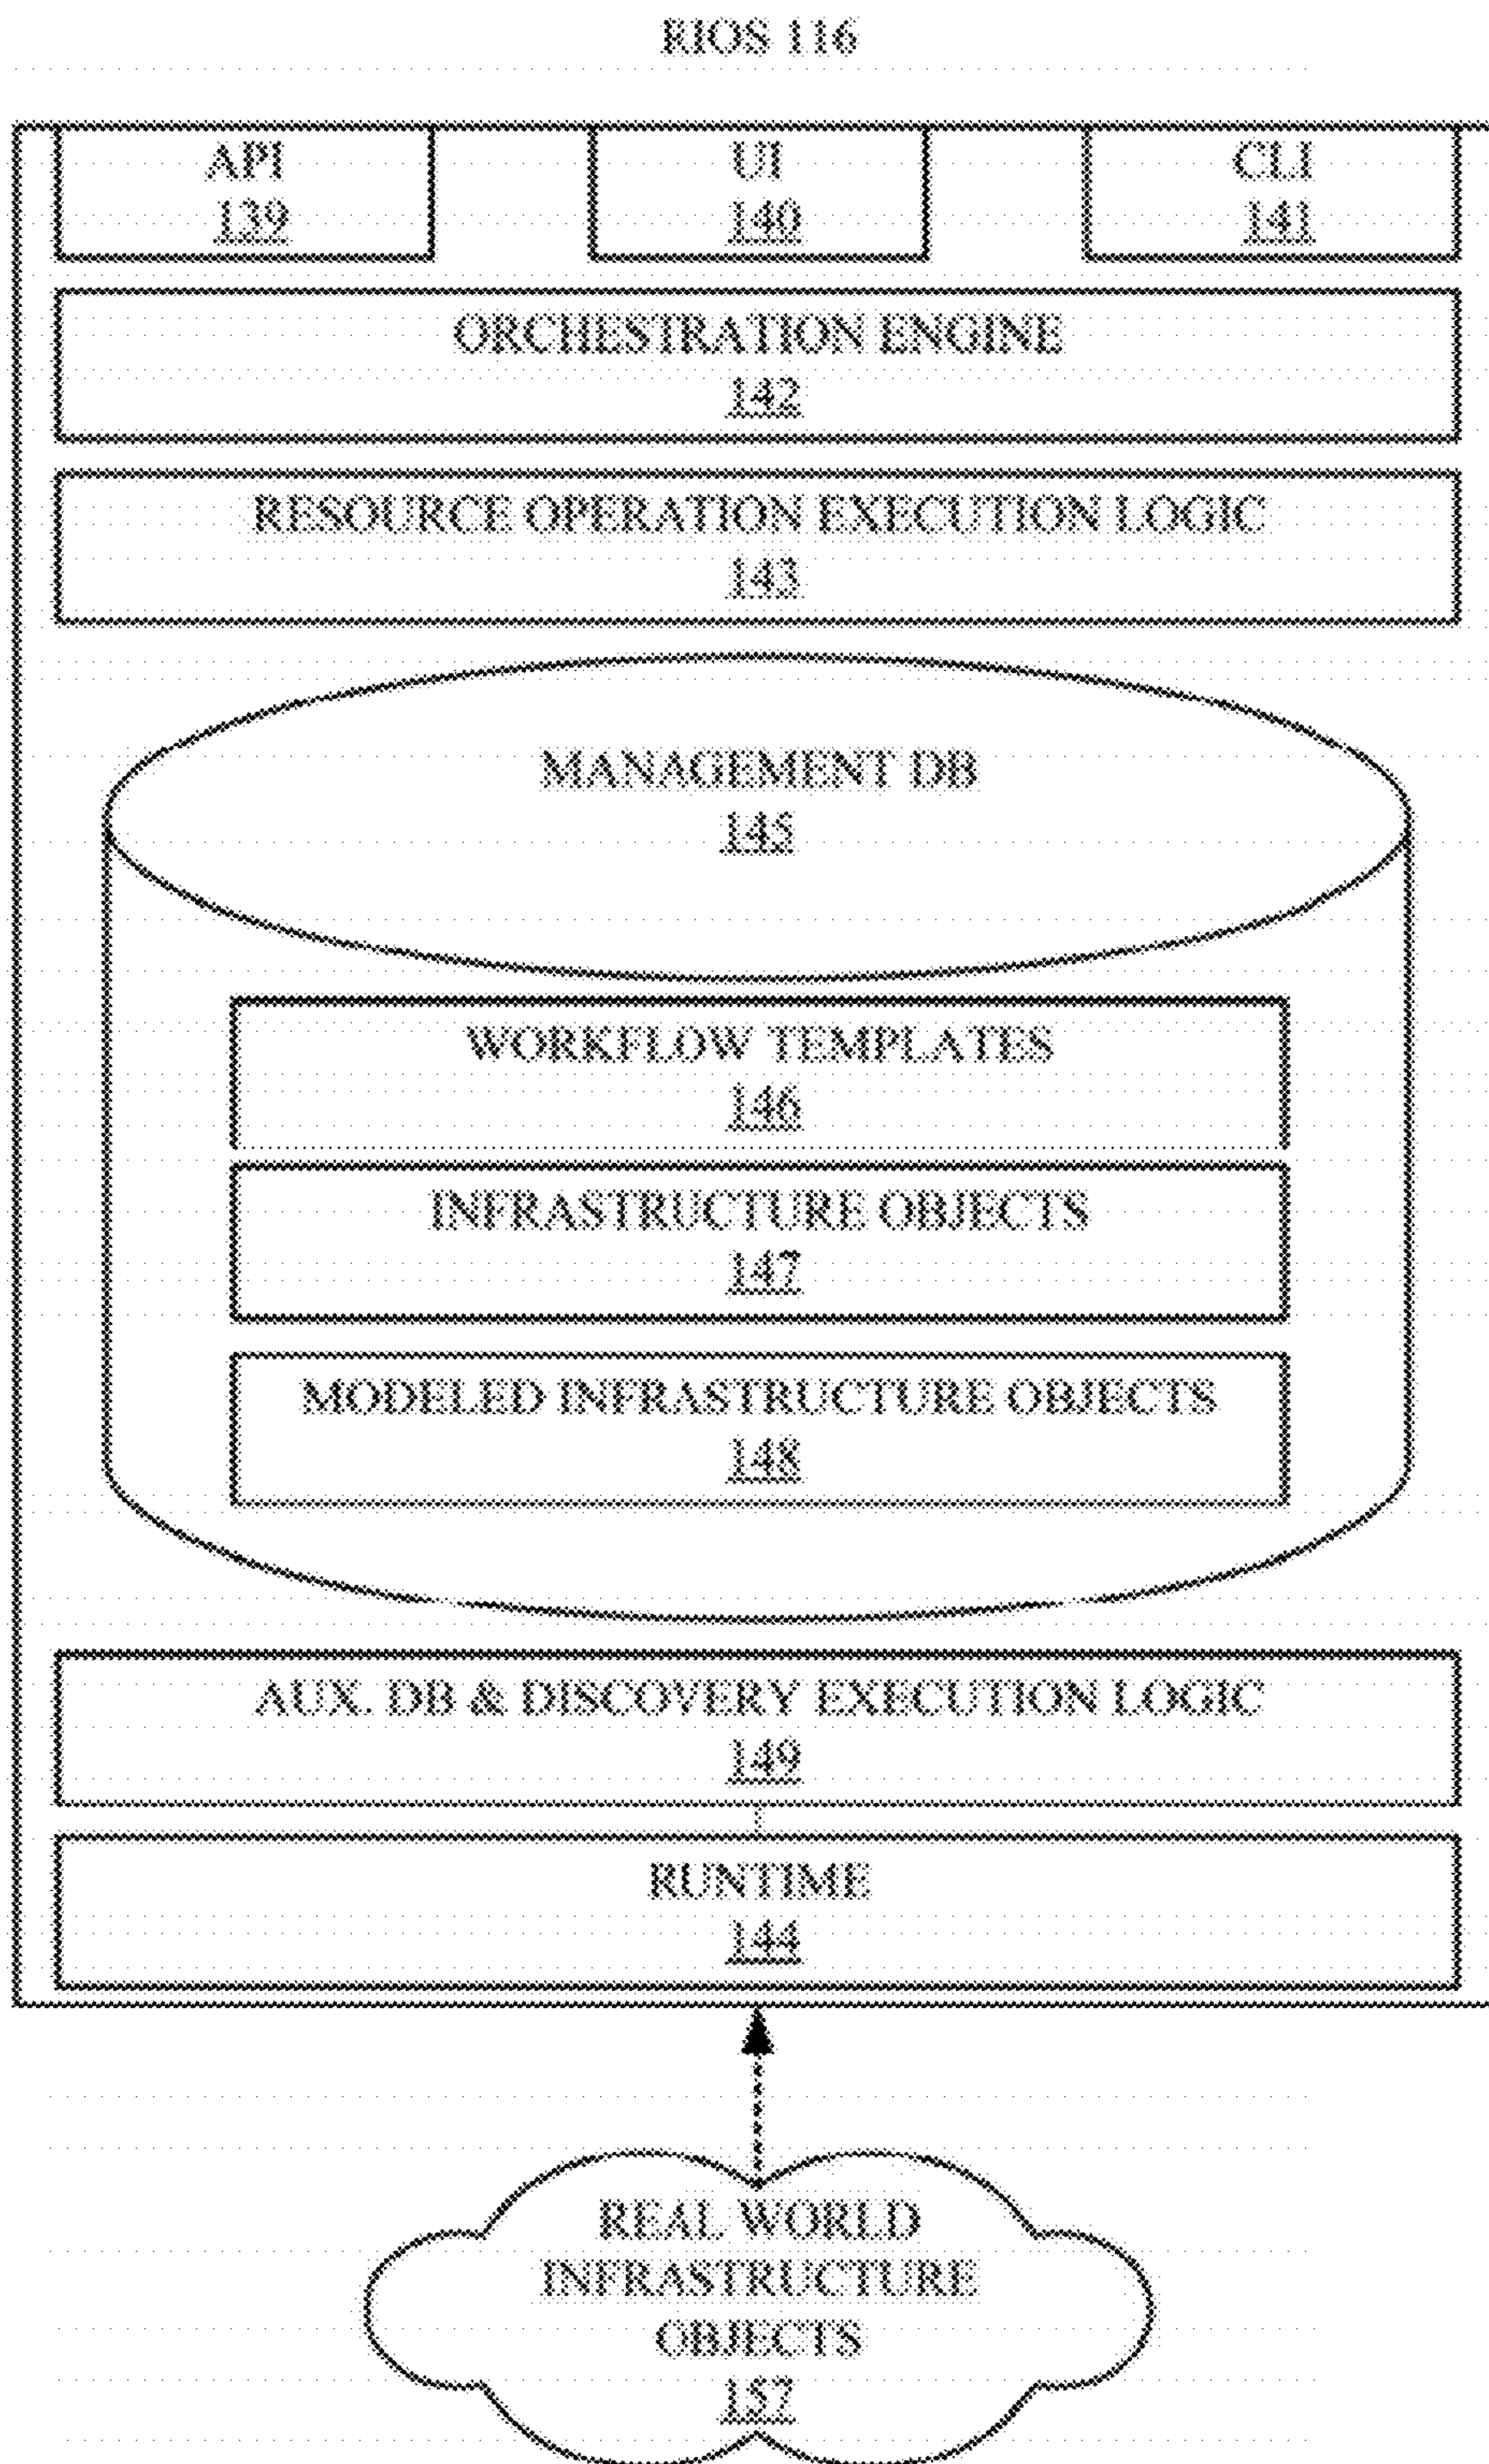 RIOS 116
API
139
UI
140
CLI
141
ORCHESTRATION ENGINE
142
RESOURCE OPERATION EXECUTION LOGIC
143
MANAGEMENT DB
145
WORKFLOW TEMPLATES
146
INFRASTRUCTURE OBJECTS
147
MODELED INFRASTRUCTURE OBJECTS
148
AUX. DB & DISCOVERY EXECUTION LOGIC
149
RUNTIME
144
REAL WORLD
INFRASTRUCTURE
OBJECTS
157